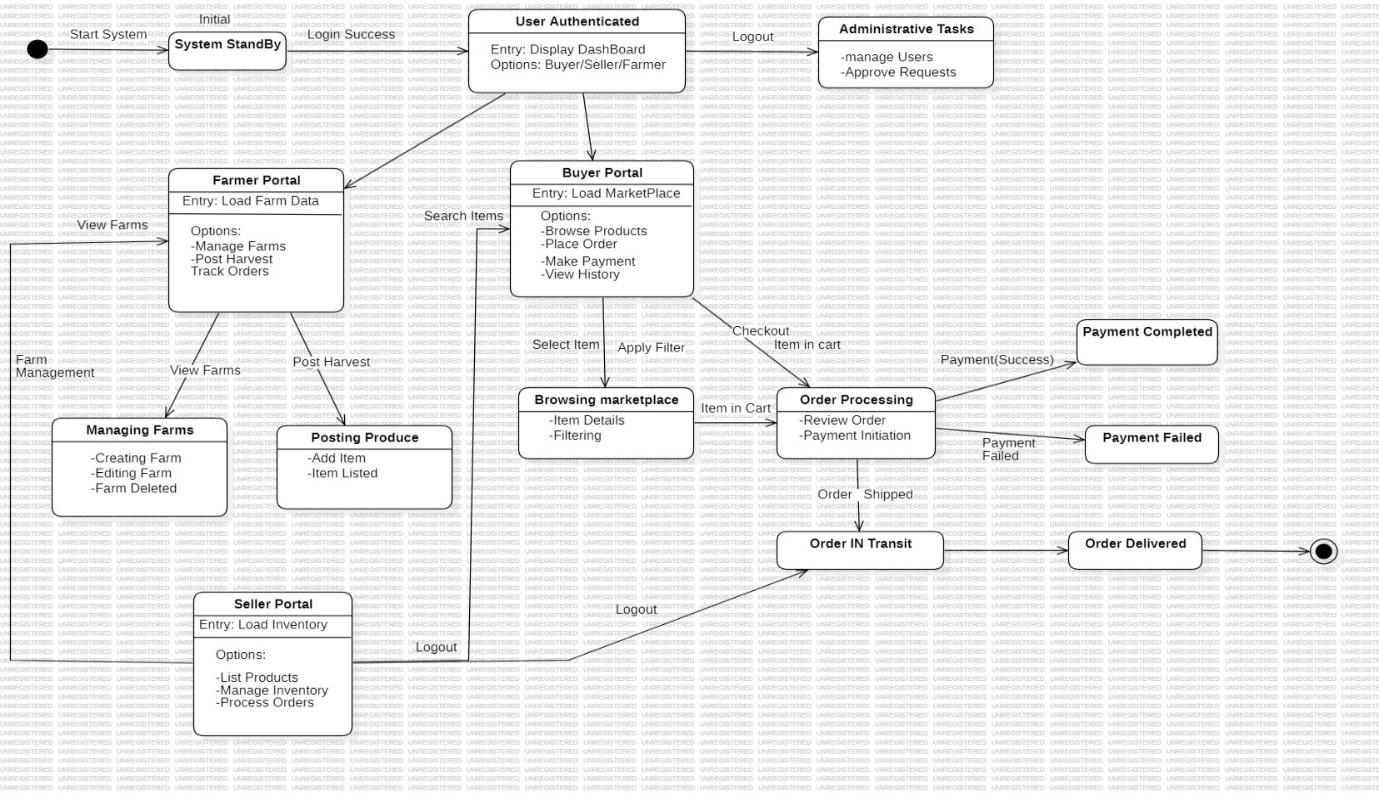 Initial
Start System
System StandBy
Login Success
User Authenticated
Entry: Display DashBoard
Options: Buyer/Seller/Farmer
Logout
Administrative Tasks
-manage Users
-Approve Requests
Farmer Portal
Entry: Load Farm Data
Options:
-Manage Farms
-Post Harvest
Track Orders
View Farms
Search Items
Buyer Portal
Entry: Load MarketPlace
Options:
-Browse Products
-Place Order
-Make Payment
-View History
Farm
Management
View Farms
Post Harvest
Select Item
Apply Filter
Checkout
Item in cart
Managing Farms
-Creating Farm
-Editing Farm
-Farm Deleted
Posting Produce
-Add Item
-Item Listed
Browsing marketplace
-Item Details
-Filtering
Item in Cart
Order Processing
-Review Order
-Payment Initiation
Payment(Success)
Payment Completed
Payment
Failed
Payment Failed
Order Shipped
Order IN Transit
Order Delivered
Seller Portal
Entry: Load Inventory
Options:
-List Products
-Manage Inventory
-Process Orders
Logout
Logout
UNREGISTERED